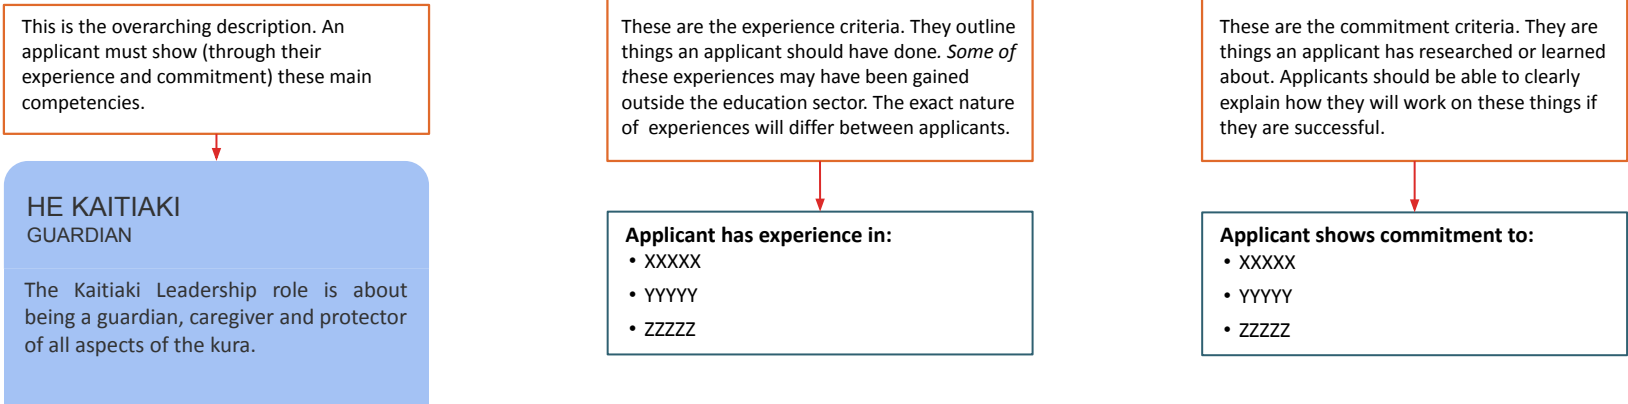 This is the overarching description. An
applicant must show (through their
experience and commitment) these main
competencies.
HE KAITIAKI
GUARDIAN
The Kaitiaki Leadership role is about
being a guardian, caregiver and protector
of all aspects of the kura.
These are the experience criteria. They outline
things an applicant should have done. Some of
these experiences may have been gained
outside the education sector. The exact nature
of experiences will differ between applicants.
Applicant has experience in:
• XXXXX
• YYYYY
• ZZZZZ
These are the commitment criteria. They are
things an applicant has researched or learned
about. Applicants should be able to clearly
explain how they will work on these things if
they are successful.
Applicant shows commitment to:
• XXXXX
• YYYYY
• ZZZZZ